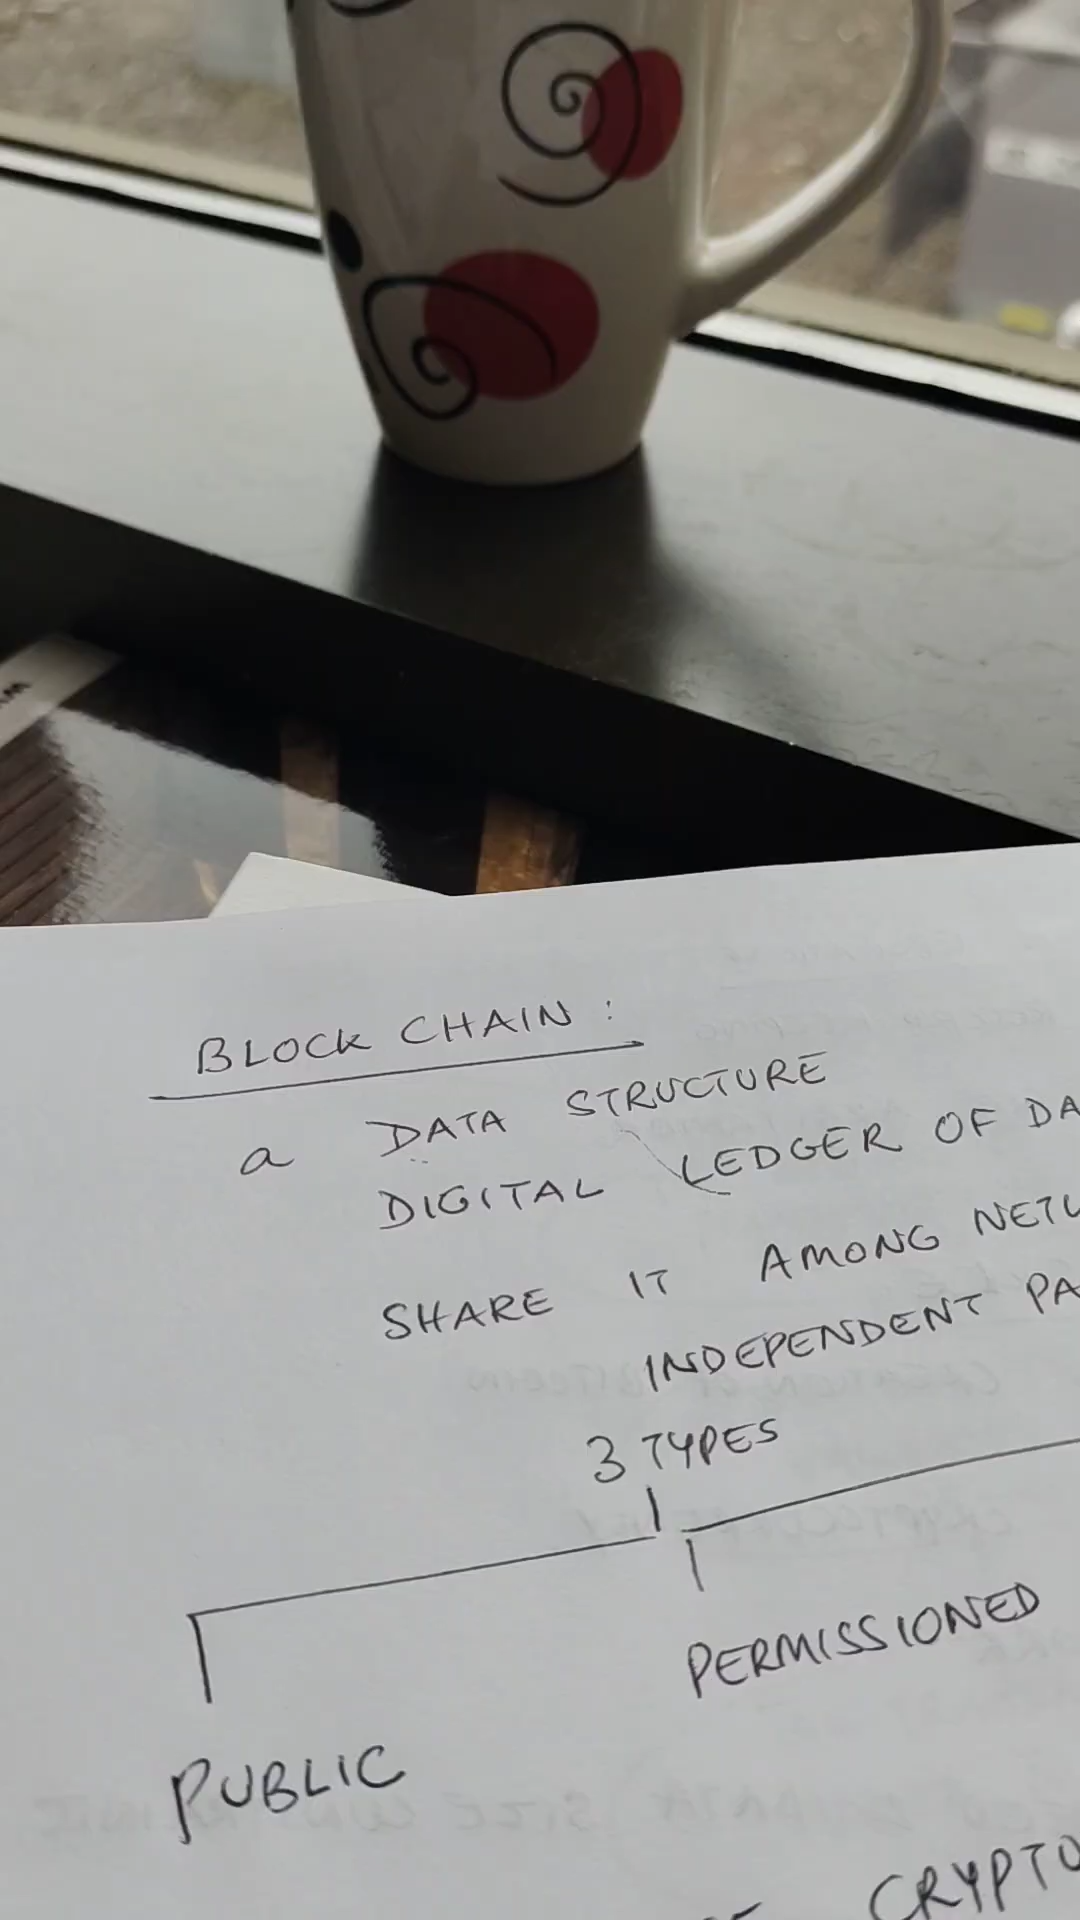 BLOCK CHAIN :
a DATA STRUCTURE
DIGITAL LEDGER OF
SHARE IT AMONG
INDEPENDENT
3 TYPES
PERMISSIONED
PUBLIC